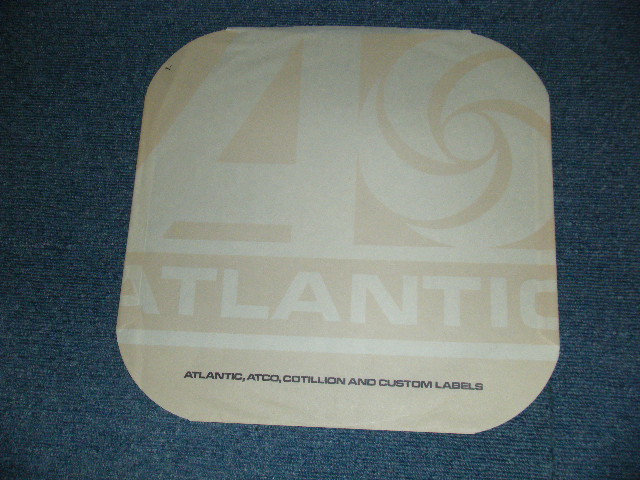 ATLANTIC
ATLANTIC, ATCO, COTILLION AND CUSTOM LABELS